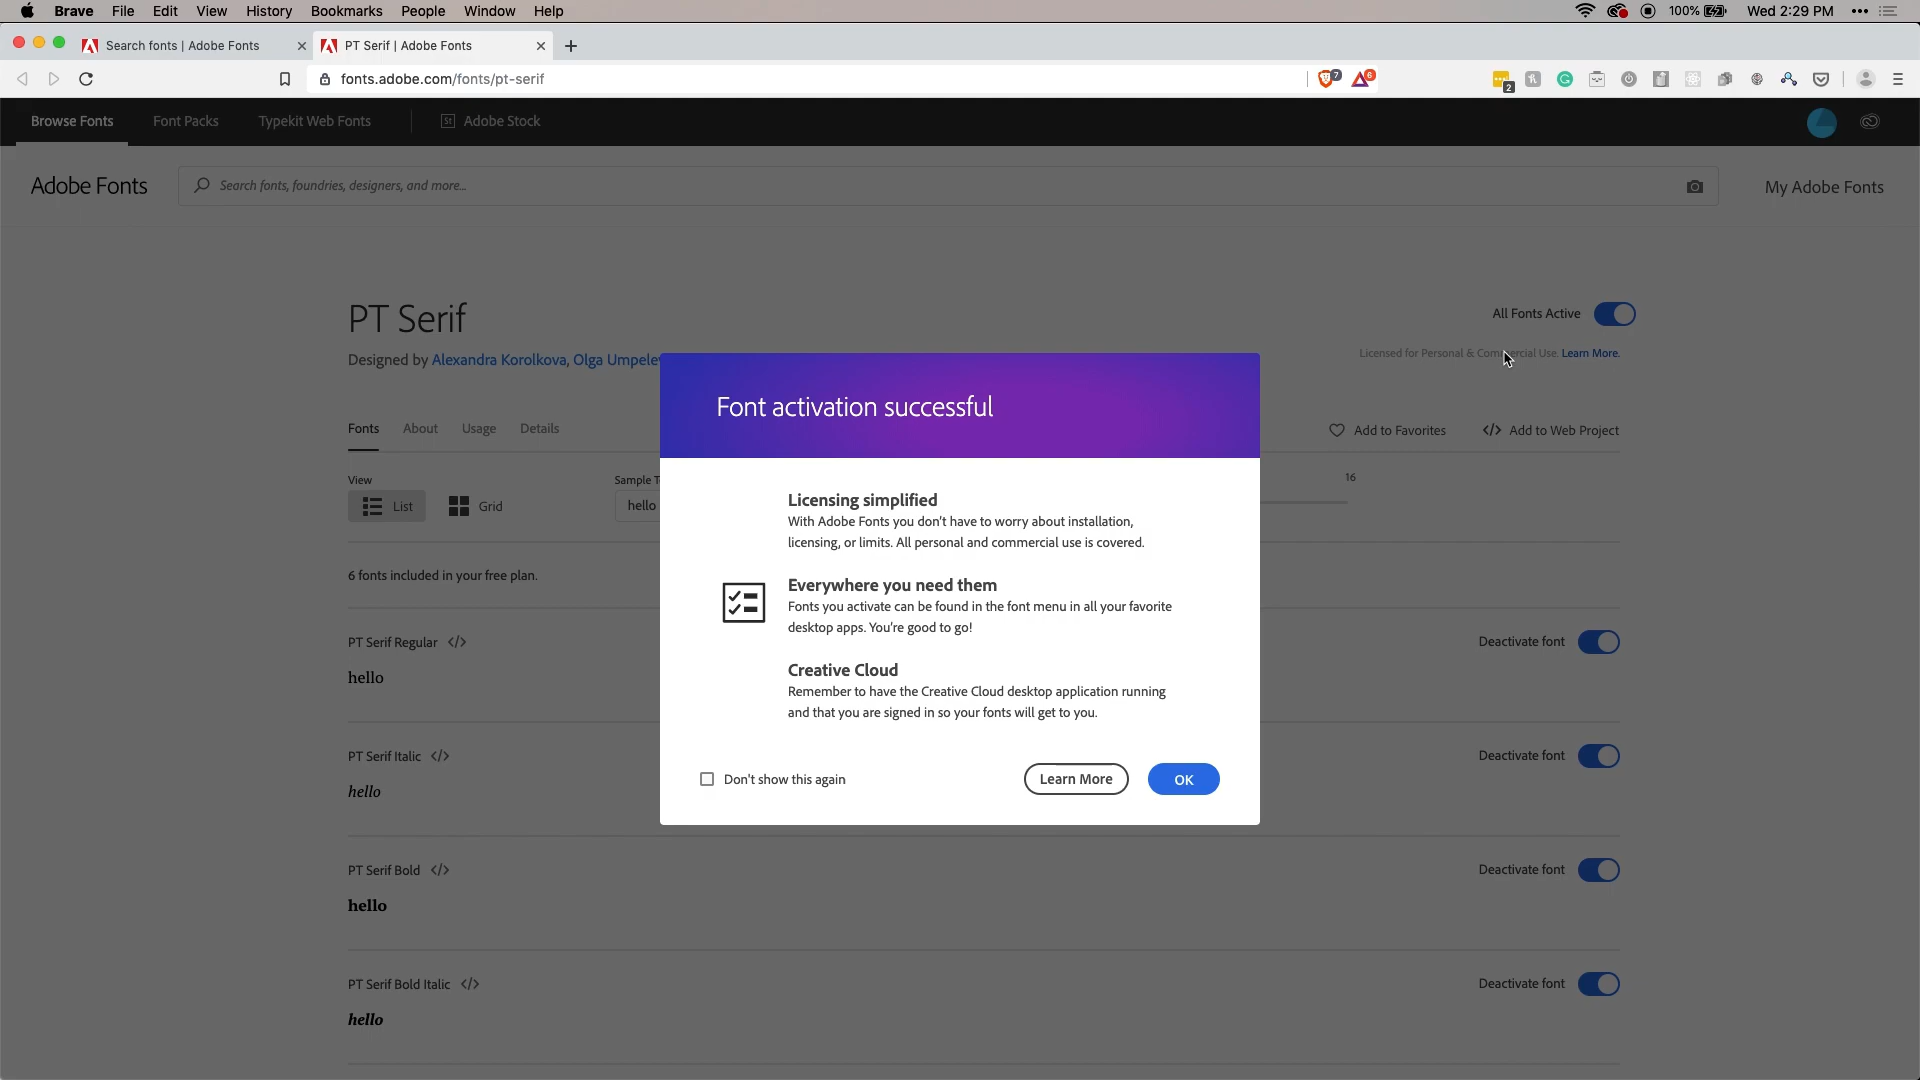 Brave File Edit View History Bookmarks People Window Help 100% Wed 2:29 PM
Search fonts | Adobe Fonts PT Serif | Adobe Fonts
fonts.adobe.com/fonts/pt-serif 7 6 2
Browse Fonts Font Packs Typekit Web Fonts St Adobe Stock
Adobe Fonts Search fonts, foundries, designers, and more... My Adobe Fonts
PT Serif
All Fonts Active
Designed by Alexandra Korolkova, Olga
Licensed for Personal & Commercial Use. Learn More.
Font activation successful
Fonts About Usage Details
Add to Favorites </> Add to Web Project
View
Sample
16
List Grid
hello
6 fonts included in your free plan.
Licensing simplified
With Adobe Fonts you don't have to worry about installation,
licensing, or limits. All personal and commercial use is covered.
Everywhere you need them
Fonts you activate can be found in the font menu in all your favorite
desktop apps. You're good to go!
Creative Cloud
Remember to have the Creative Cloud desktop application running
and that you are signed in so your fonts will get to you.
Don't show this again Learn More OK
PT Serif Regular </> Deactivate font
hello
PT Serif Italic </> Deactivate font
hello
PT Serif Bold </> Deactivate font
hello
PT Serif Bold Italic </> Deactivate font
hello